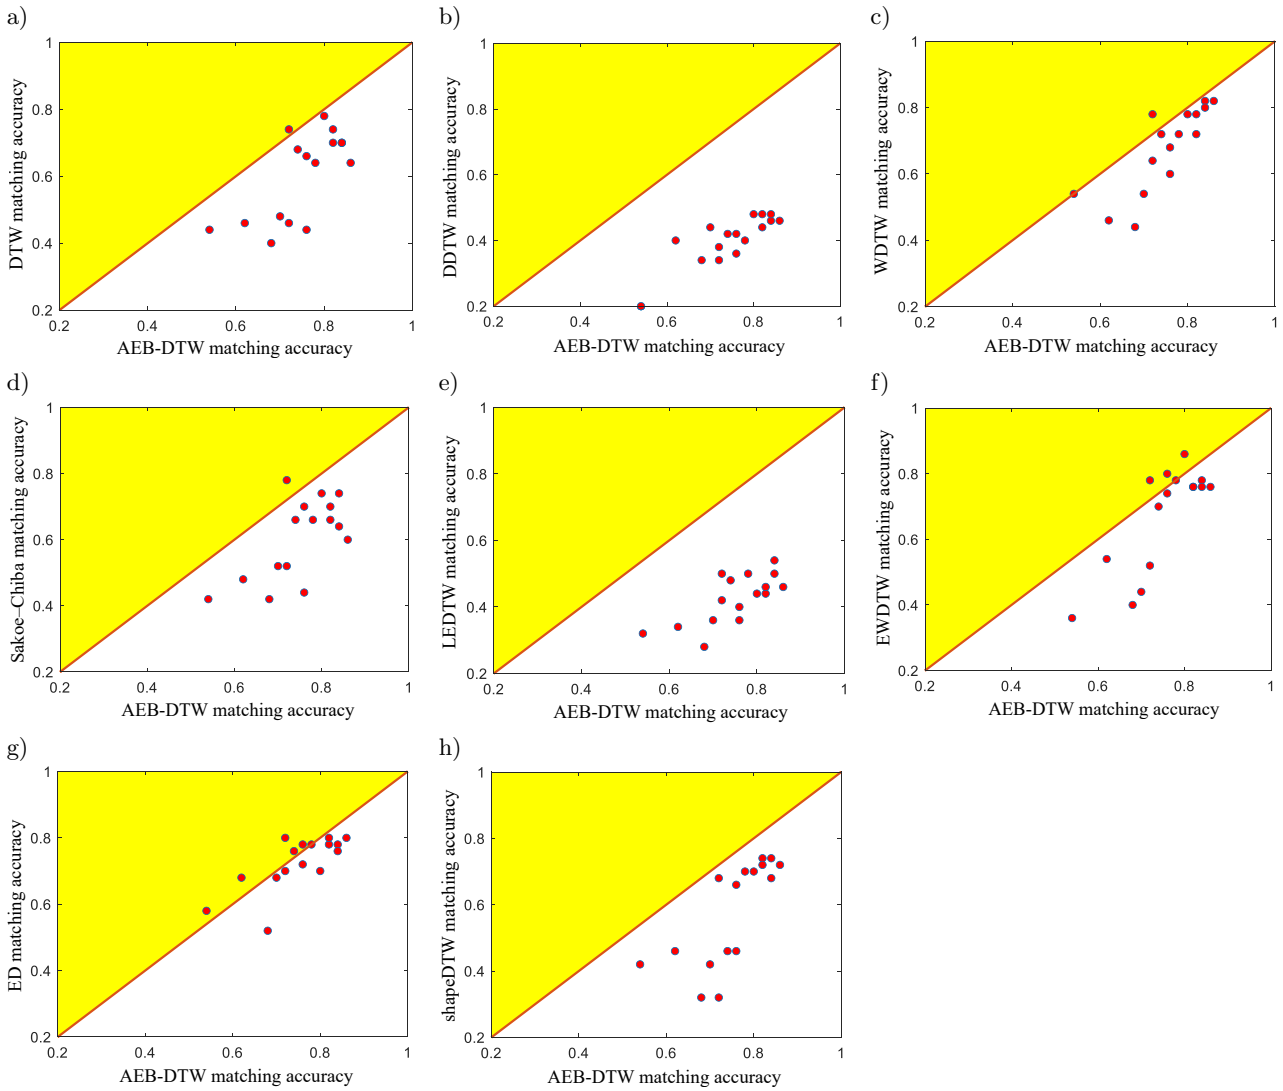 a)
1
0.8
0.6
0.4
0.2
0.2 0.4 0.6 0.8 1
DTW matching accuracy
AEB-DTW matching accuracy
b)
1
0.8
0.6
0.4
0.2
0.2 0.4 0.6 0.8 1
DDTW matching accuracy
AEB-DTW matching accuracy
c)
1
0.8
0.6
0.4
0.2
0.2 0.4 0.6 0.8 1
WDTW matching accuracy
AEB-DTW matching accuracy
d)
1
0.8
0.6
0.4
0.2
0.2 0.4 0.6 0.8 1
Sakoe–Chiba matching accuracy
AEB-DTW matching accuracy
e)
1
0.8
0.6
0.4
0.2
0.2 0.4 0.6 0.8 1
LEDTW matching accuracy
AEB-DTW matching accuracy
f)
1
0.8
0.6
0.4
0.2
0.2 0.4 0.6 0.8 1
EWDTW matching accuracy
AEB-DTW matching accuracy
g)
1
0.8
0.6
0.4
0.2
0.2 0.4 0.6 0.8 1
ED matching accuracy
AEB-DTW matching accuracy
h)
1
0.8
0.6
0.4
0.2
0.2 0.4 0.6 0.8 1
shapeDTW matching accuracy
AEB-DTW matching accuracy